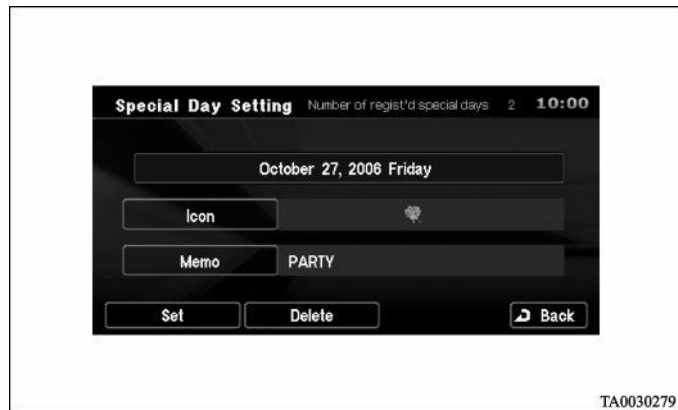 Special Day Setting Number of regist'd special days 2 10:00
October 27, 2006 Friday
Icon
Memo PARTY
Set Delete Back
TA0030279